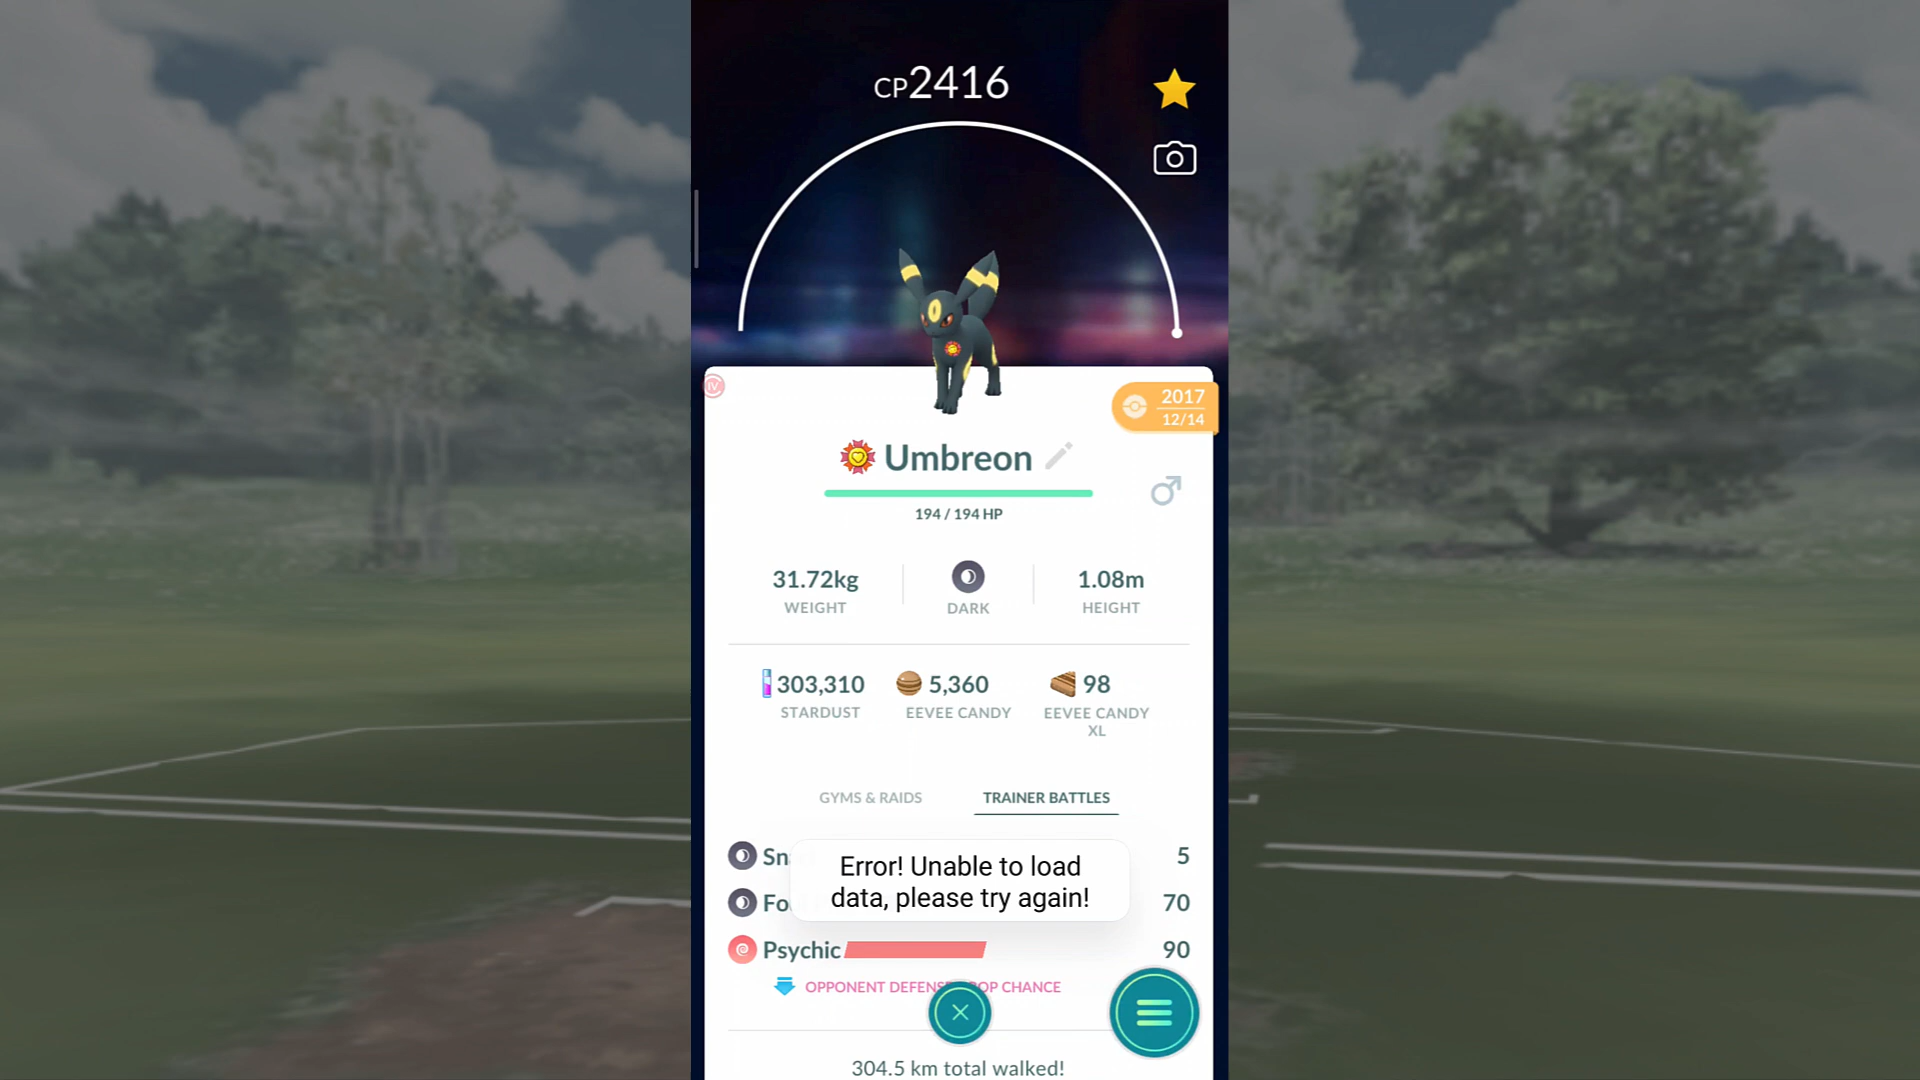 CP2416
2017
12/14
Umbreon
194 / 194 HP
31.72kg
WEIGHT
DARK
1.08m
HEIGHT
303,310
STARDUST
5,360
EEVEE CANDY
98
EEVEE CANDY
XL
GYMS & RAIDS
TRAINER BATTLES
5
Error! Unable to load
data, please try again!
70
Psychic
90
OPPONENT
CHANCE
304.5 km total walked!